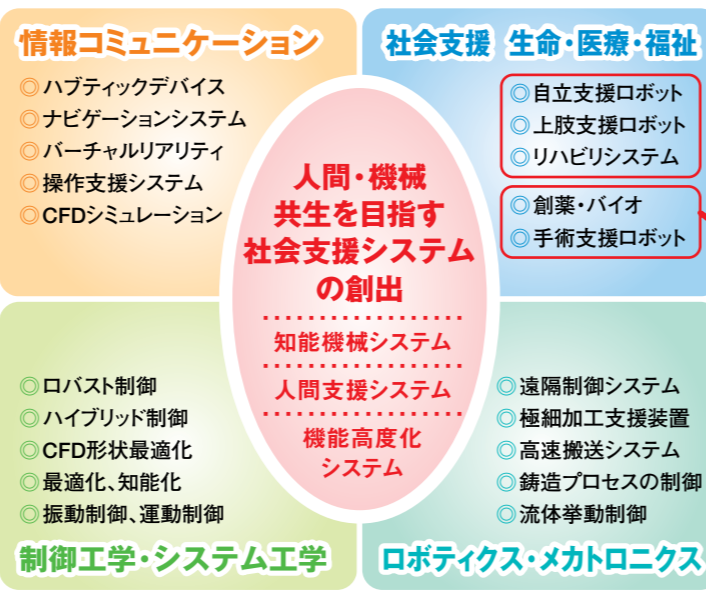 情報コミュニケーション
◎ハプティックデバイス
◎ナビゲーションシステム
◎バーチャルリアリティ
◎操作支援システム
◎CFDシミュレーション
社会支援 生命・医療・福祉
◎自立支援ロボット
◎上肢支援ロボット
◎リハビリシステム
◎創薬・バイオ
◎手術支援ロボット
人間・機械
共生を目指す
社会支援システム
の創出
知能機械システム
人間支援システム
機能高度化
システム
◎ロバスト制御
◎ハイブリッド制御
◎CFD形状最適化
◎最適化、知能化
◎振動制御、運動制御
制御工学・システム工学
◎遠隔制御システム
◎極細加工支援装置
◎高速搬送システム
◎鋳造プロセスの制御
◎流体挙動制御
ロボティクス・メカトロニクス